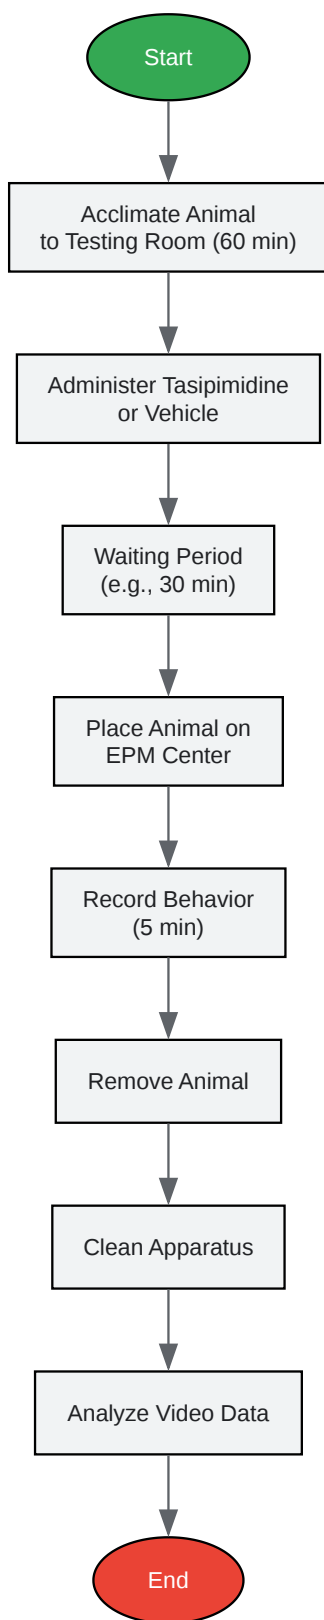 Start
Acclimate Animal
to Testing Room (60 min)
Administer Tasipimidine
or Vehicle
Waiting Period
(e.g., 30 min)
Place Animal on
EPM Center
Record Behavior
(5 min)
Remove Animal
Clean Apparatus
Analyze Video Data
End